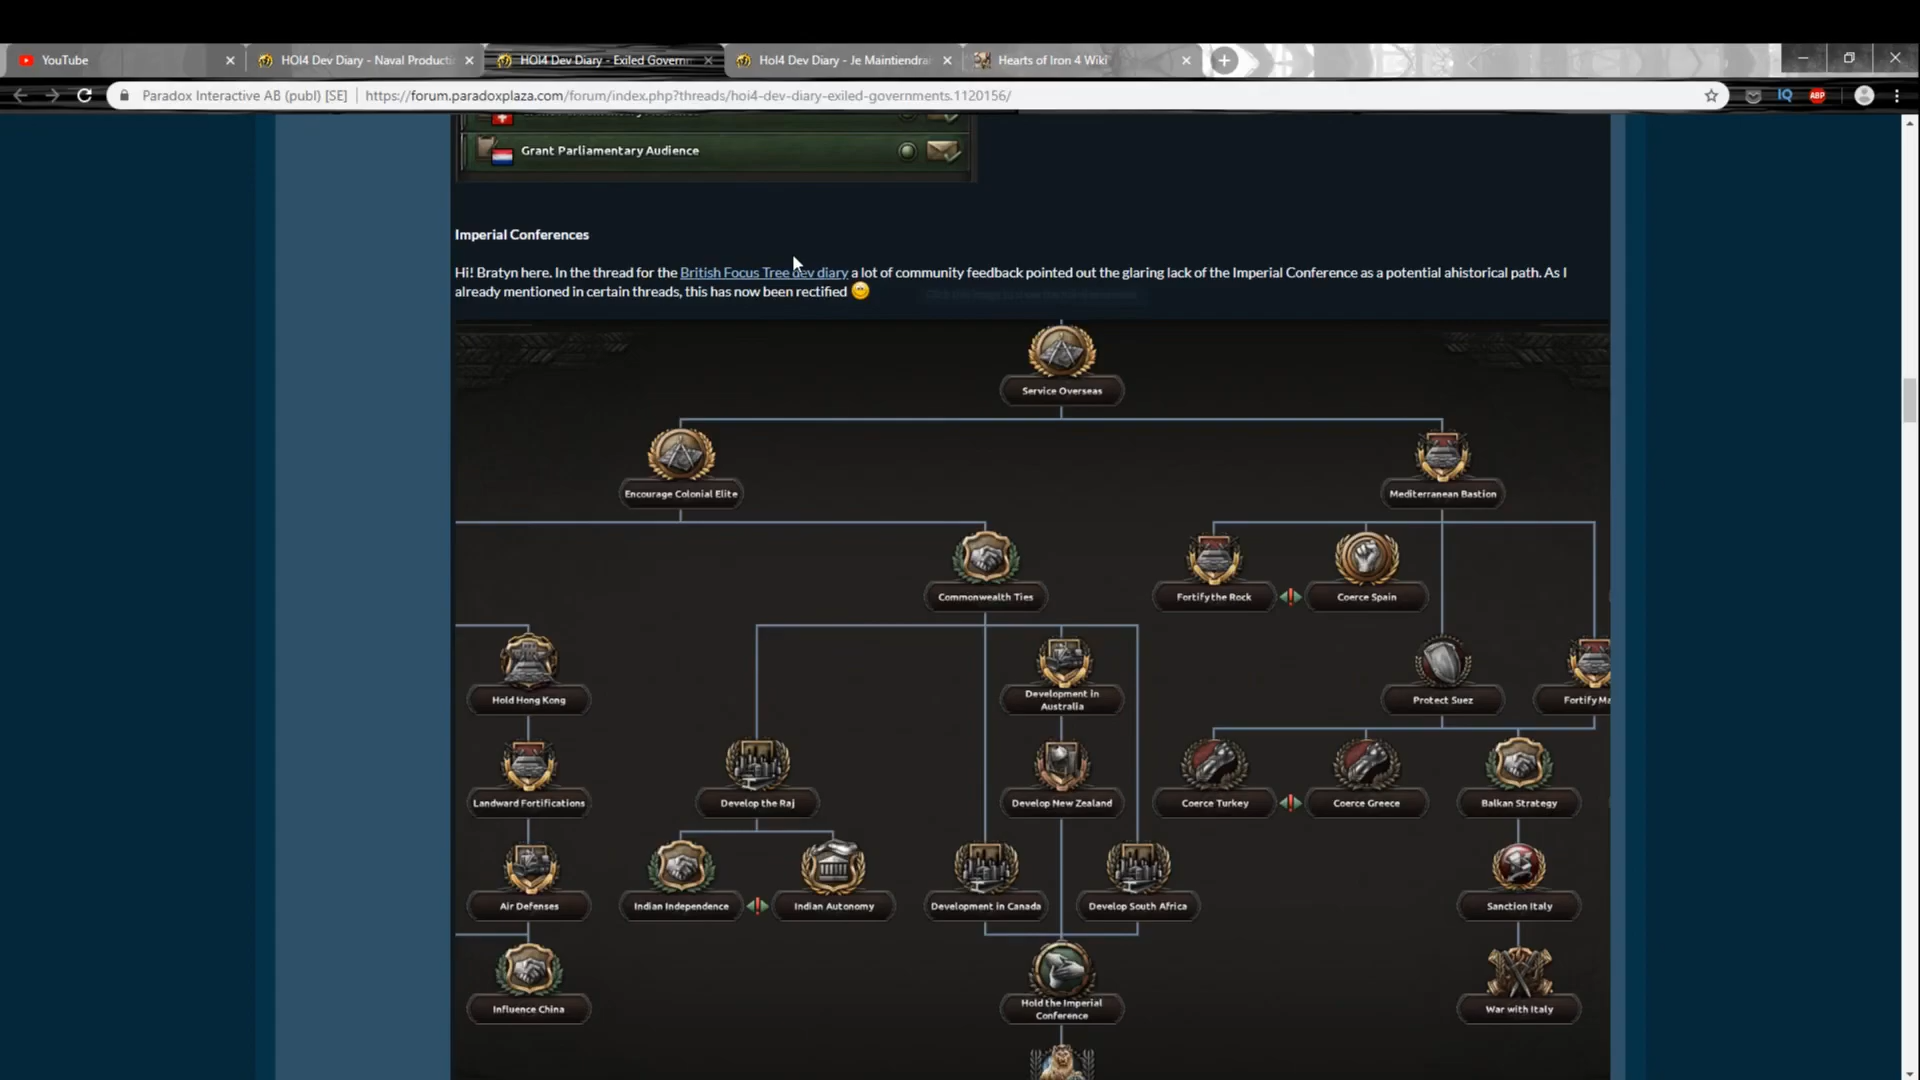 YouTube
HOI4 Dev Diary - Naval Producti
HOI4 Dev Diary - Exiled Govern
HoI4 Dev Diary - Je Maintiendrai
Hearts of Iron 4 Wiki
Paradox Interactive AB (publ) [SE]
https://forum.paradoxplaza.com/forum/index.php?threads/hoi4-dev-diary-exiled-governments.1120156/
IQ
ABP
Grant Parliamentary Audience
Imperial Conferences
Hi! Bratyn here. In the thread for the British Focus Tree dev diary a lot of community feedback pointed out the glaring lack of the Imperial Conference as a potential ahistorical path. As I
already mentioned in certain threads, this has now been rectified
Service Overseas
Encourage Colonial Elite
Mediterranean Bastion
Commonwealth Ties
Fortify the Rock
Coerce Spain
Hold Hong Kong
Development in
Australia
Protect Suez
Fortify Ma
Landward Fortifications
Develop the Raj
Develop New Zealand
Coerce Turkey
Coerce Greece
Balkan Strategy
Air Defenses
Indian Independence
Indian Autonomy
Development in Canada
Develop South Africa
Sanction Italy
Influence China
Hold the Imperial
Conference
War with Italy